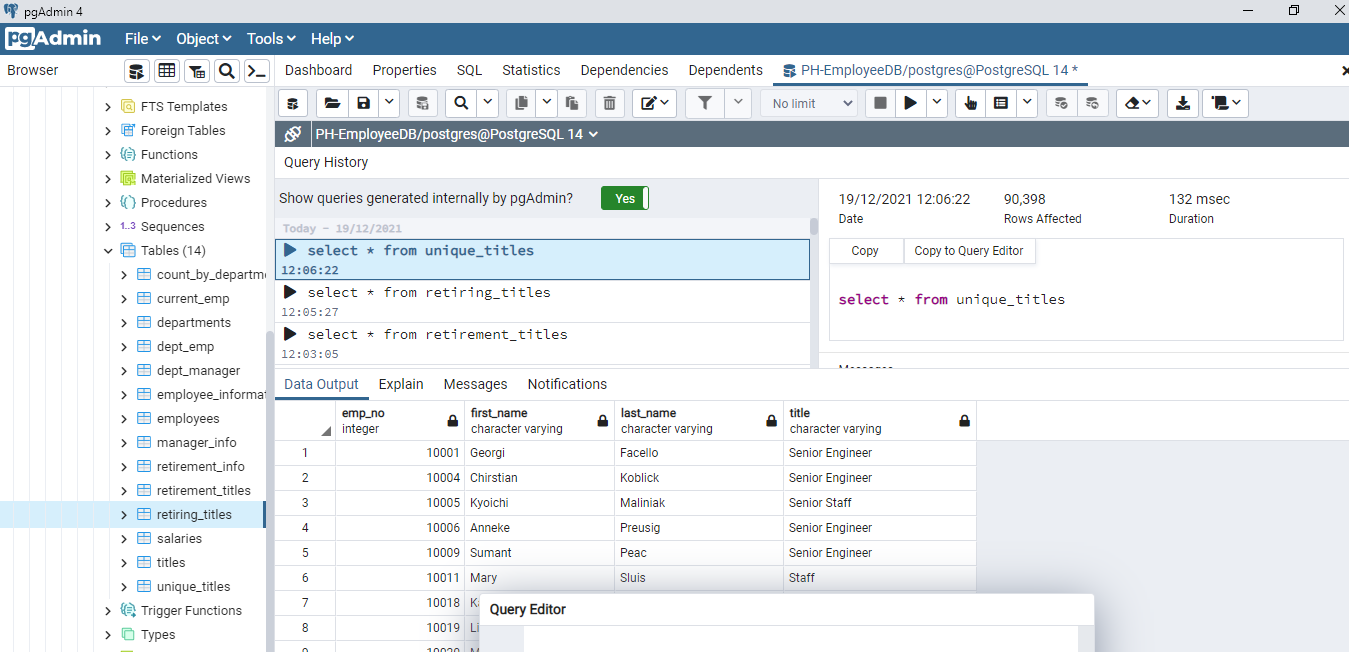 pgAdmin 4
pgAdmin File Object Tools Help
Browser
Dashboard Properties SQL Statistics Dependencies Dependents PH-EmployeeDB/postgres@PostgreSQL 14 *
No limit
PH-EmployeeDB/postgres@PostgreSQL 14
Query History
Show queries generated internally by pgAdmin? Yes
Today - 19/12/2021
select * from unique_titles
12:06:22
select * from retiring_titles
12:05:27
select * from retirement_titles
12:03:05
19/12/2021 12:06:22 90,398 132 msec
Date Rows Affected Duration
Copy Copy to Query Editor
select * from unique_titles
FTS Templates
Foreign Tables
Functions
Materialized Views
Procedures
1..3 Sequences
Tables (14)
count_by_departme
current_emp
departments
dept_emp
dept_manager
employee_informat
employees
manager_info
retirement_info
retirement_titles
retiring_titles
salaries
titles
unique_titles
Trigger Functions
Types
Data Output Explain Messages Notifications
emp_no first_name last_name title
integer character varying character varying character varying
1 10001 Georgi Facello Senior Engineer
2 10004 Chirstian Koblick Senior Engineer
3 10005 Kyoichi Maliniak Senior Staff
4 10006 Anneke Preusig Senior Engineer
5 10009 Sumant Peac Senior Engineer
6 10011 Mary Sluis Staff
7 10018
8 10019
Query Editor